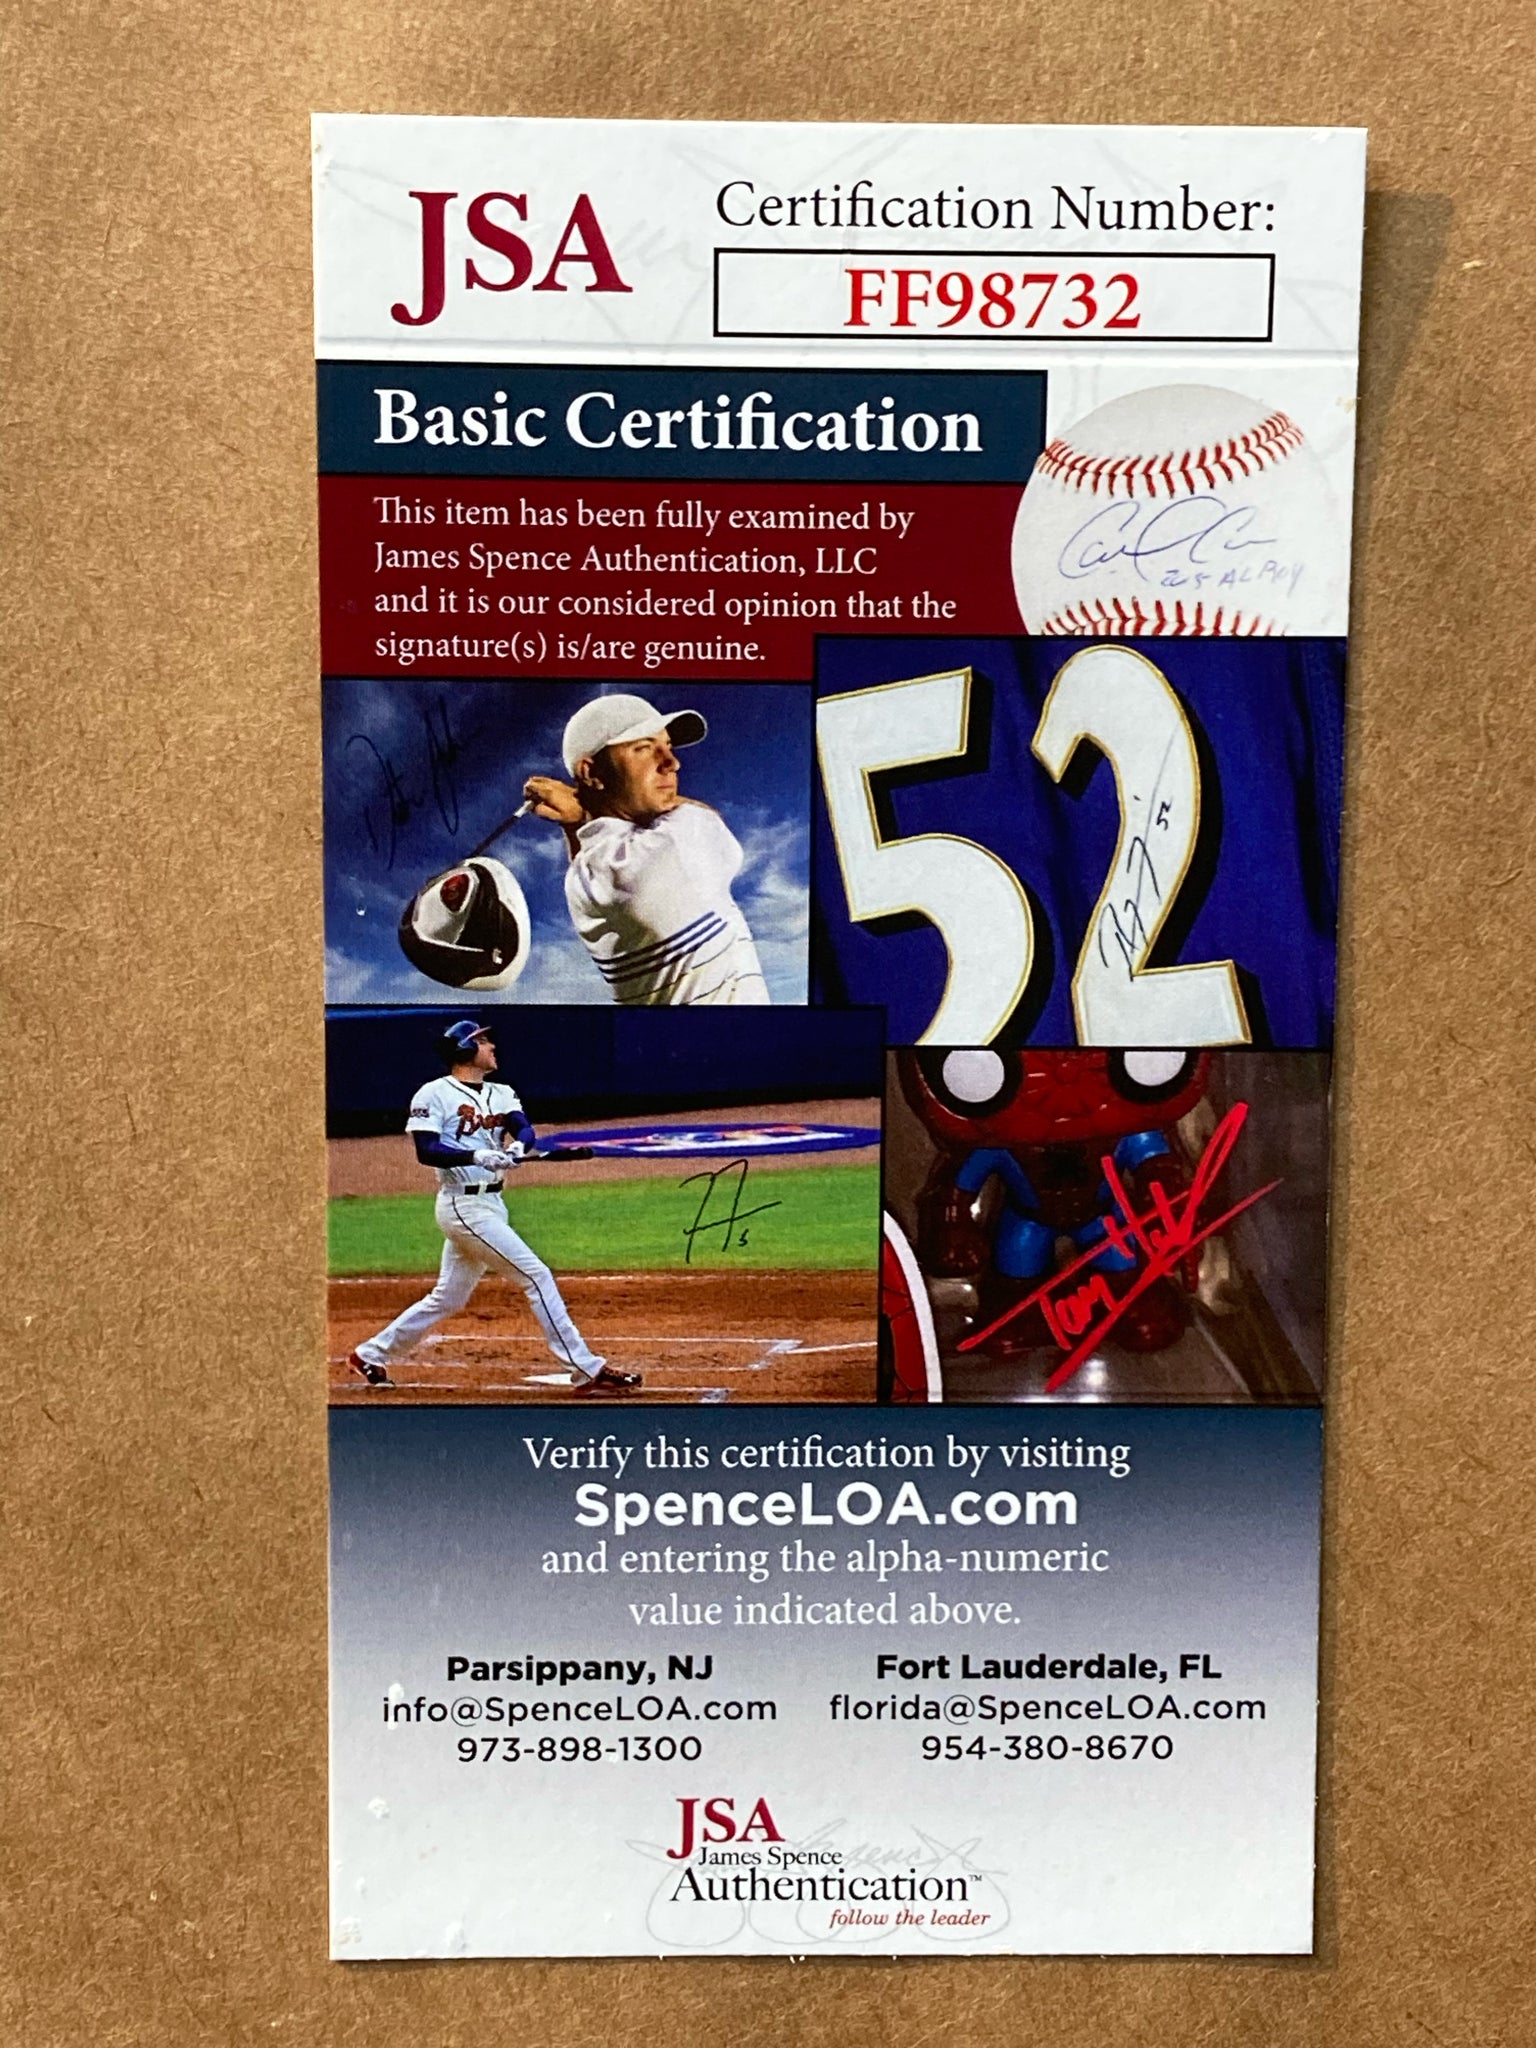 JSA
Certification Number:
FF98732
Basic Certification
This item has been fully examined by
James Spence Authentication, LLC
and it is our considered opinion that the
signature(s) is/are genuine.
52
52
5
Verify this certification by visiting
SpenceLOA.com
and entering the alpha-numeric
value indicated above.
Parsippany, NJ
info@SpenceLOA.com
973-898-1300
Fort Lauderdale, FL
florida@SpenceLOA.com
954-380-8670
JSA
James Spence
Authentication™
follow the leader